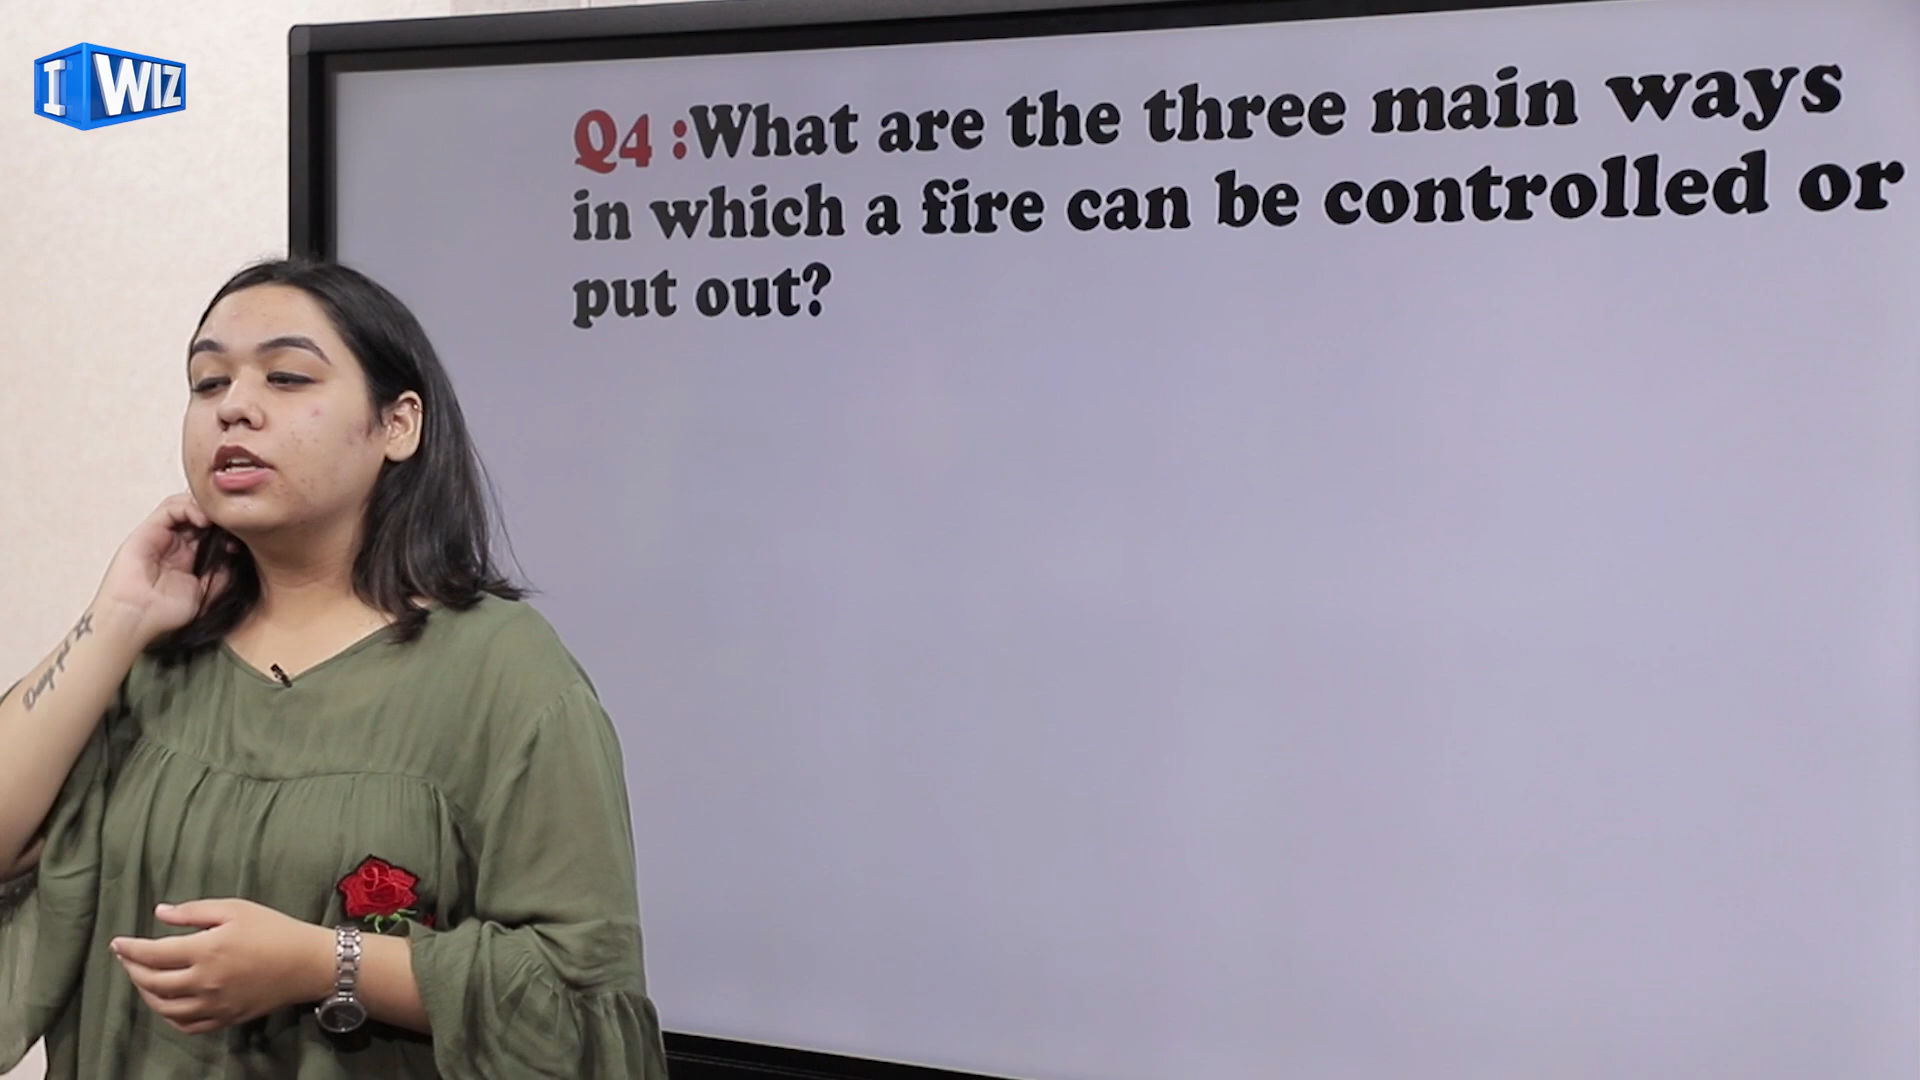 I WIZ
Q4 :What are the three main ways
in which a fire can be controlled or
put out?